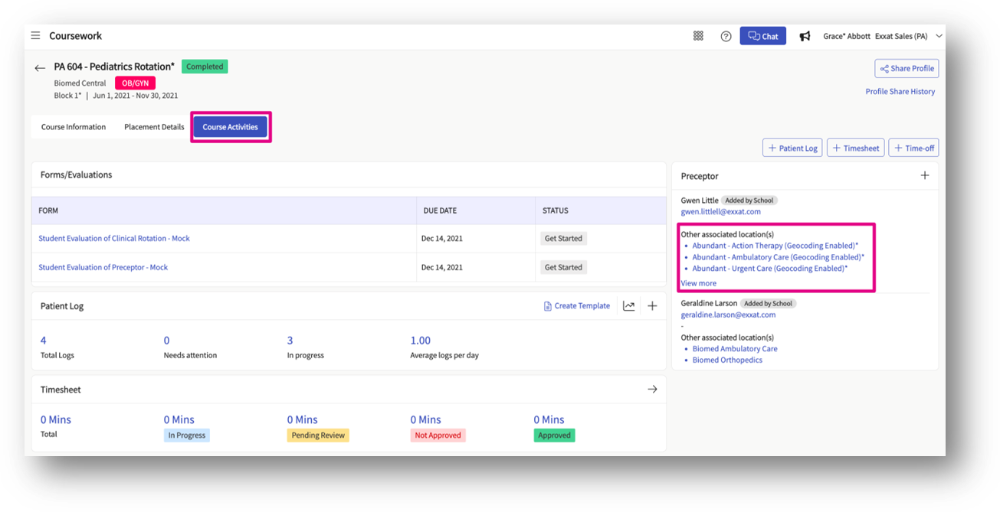 Coursework
Chat
Grace* Abbott Exxat Sales (PA)
PA 604 - Pediatrics Rotation* Completed
Biomed Central OB/GYN
Block 1* | Jun 1, 2021 - Nov 30, 2021
Share Profile
Profile Share History
Course Information Placement Details Course Activities
+ Patient Log + Timesheet + Time-off
Forms/Evaluations
FORM DUE DATE STATUS
Student Evaluation of Clinical Rotation - Mock Dec 14, 2021 Get Started
Student Evaluation of Preceptor - Mock Dec 14, 2021 Get Started
Patient Log Create Template
4 0 3 1.00
Total Logs Needs attention In progress Average logs per day
Timesheet
0 Mins 0 Mins 0 Mins 0 Mins 0 Mins
Total In Progress Pending Review Not Approved Approved
Preceptor
Gwen Little Added by School
gwen.littlell@exxat.com
Other associated location(s)
• Abundant - Action Therapy (Geocoding Enabled)*
• Abundant - Ambulatory Care (Geocoding Enabled)*
• Abundant - Urgent Care (Geocoding Enabled)*
View more
Geraldine Larson Added by School
geraldine.larson@exxat.com
-
Other associated location(s)
• Biomed Ambulatory Care
• Biomed Orthopedics